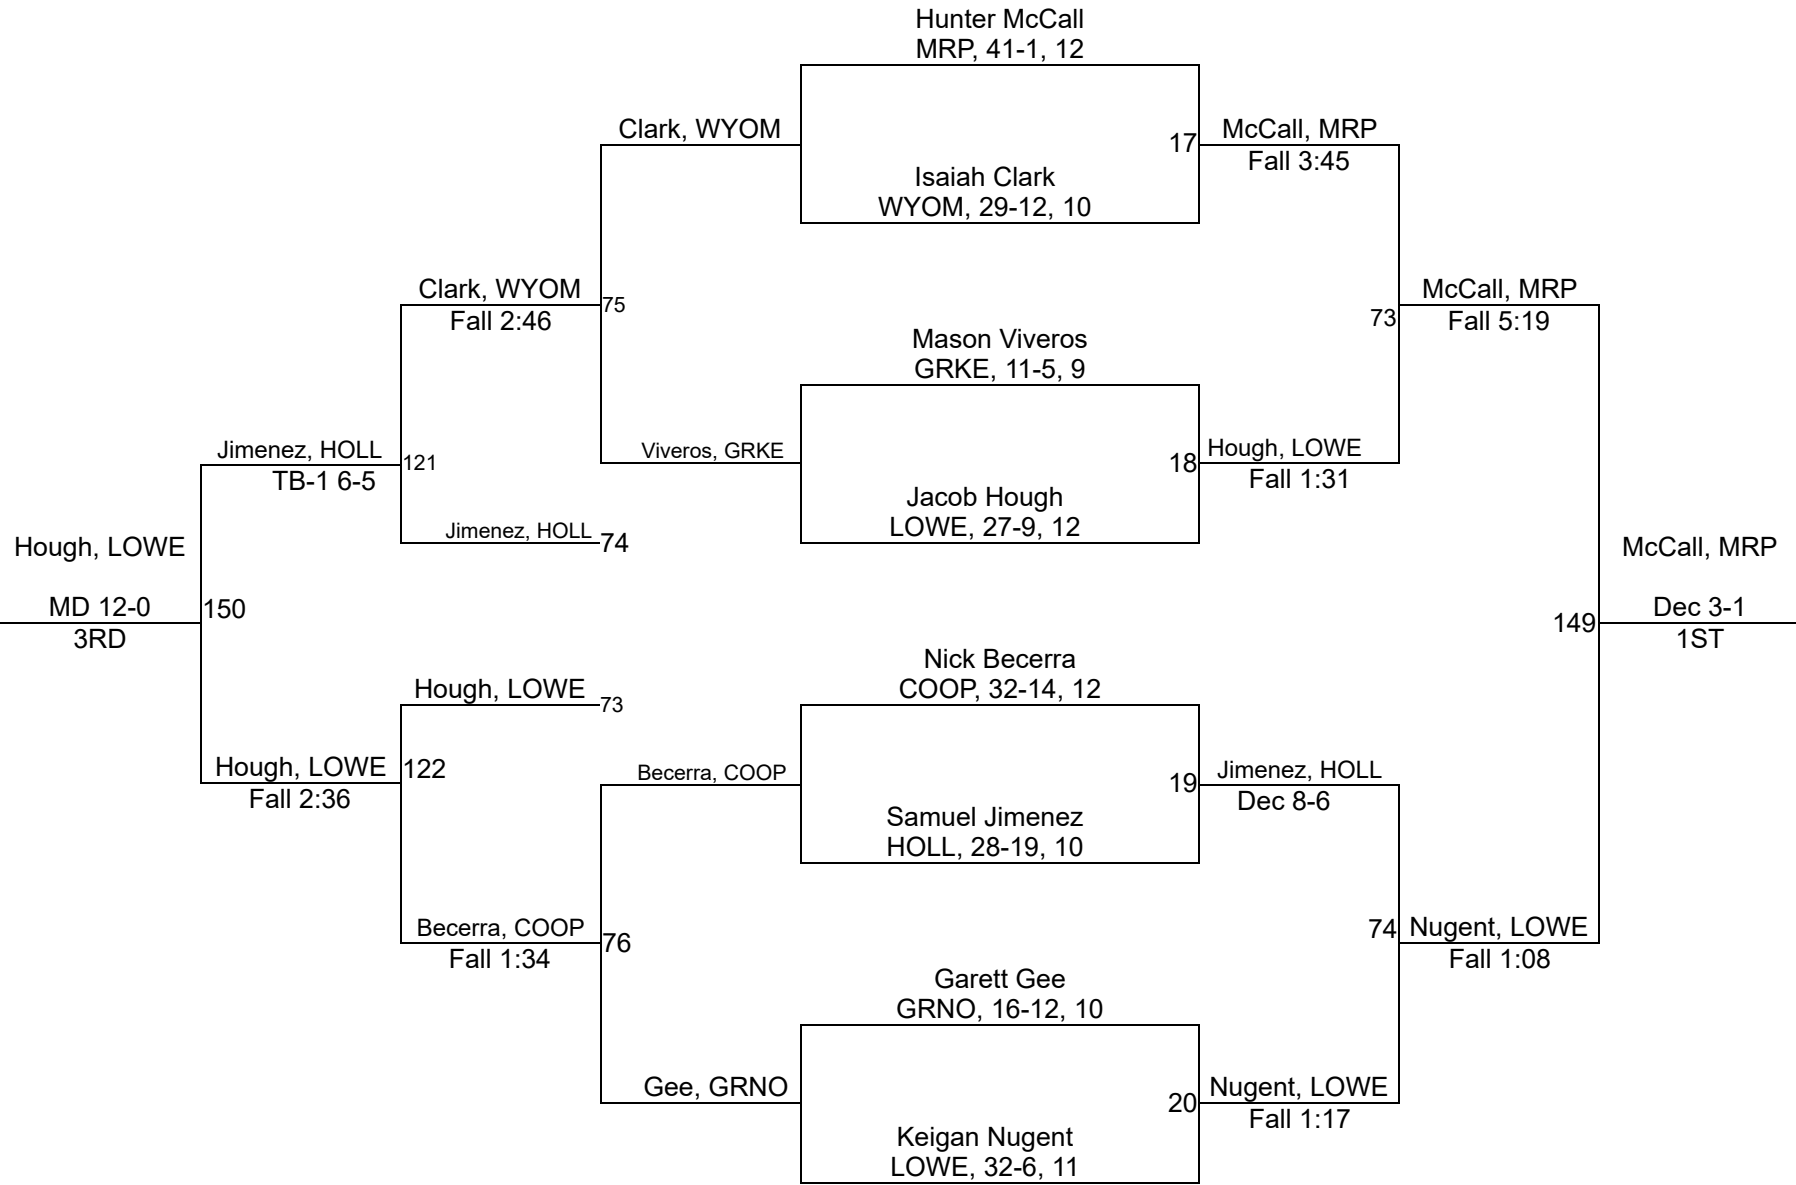 Hunter McCall
MRP, 41-1, 12
Clark, WYOM
17
McCall, MRP
Fall 3:45
Isaiah Clark
WYOM, 29-12, 10
Clark, WYOM
Fall 2:46
75
McCall, MRP
Fall 5:19
73
Mason Viveros
GRKE, 11-5, 9
Jimenez, HOLL
TB-1 6-5
121
Viveros, GRKE
18
Hough, LOWE
Fall 1:31
Jacob Hough
LOWE, 27-9, 12
Jimenez, HOLL
74
Hough, LOWE
MD 12-0
3RD
150
McCall, MRP
149
Dec 3-1
1ST
Nick Becerra
COOP, 32-14, 12
Hough, LOWE
73
Hough, LOWE
Fall 2:36
122
Becerra, COOP
19
Jimenez, HOLL
Dec 8-6
Samuel Jimenez
HOLL, 28-19, 10
Becerra, COOP
Fall 1:34
76
74
Nugent, LOWE
Fall 1:08
Garett Gee
GRNO, 16-12, 10
Gee, GRNO
20
Nugent, LOWE
Fall 1:17
Keigan Nugent
LOWE, 32-6, 11